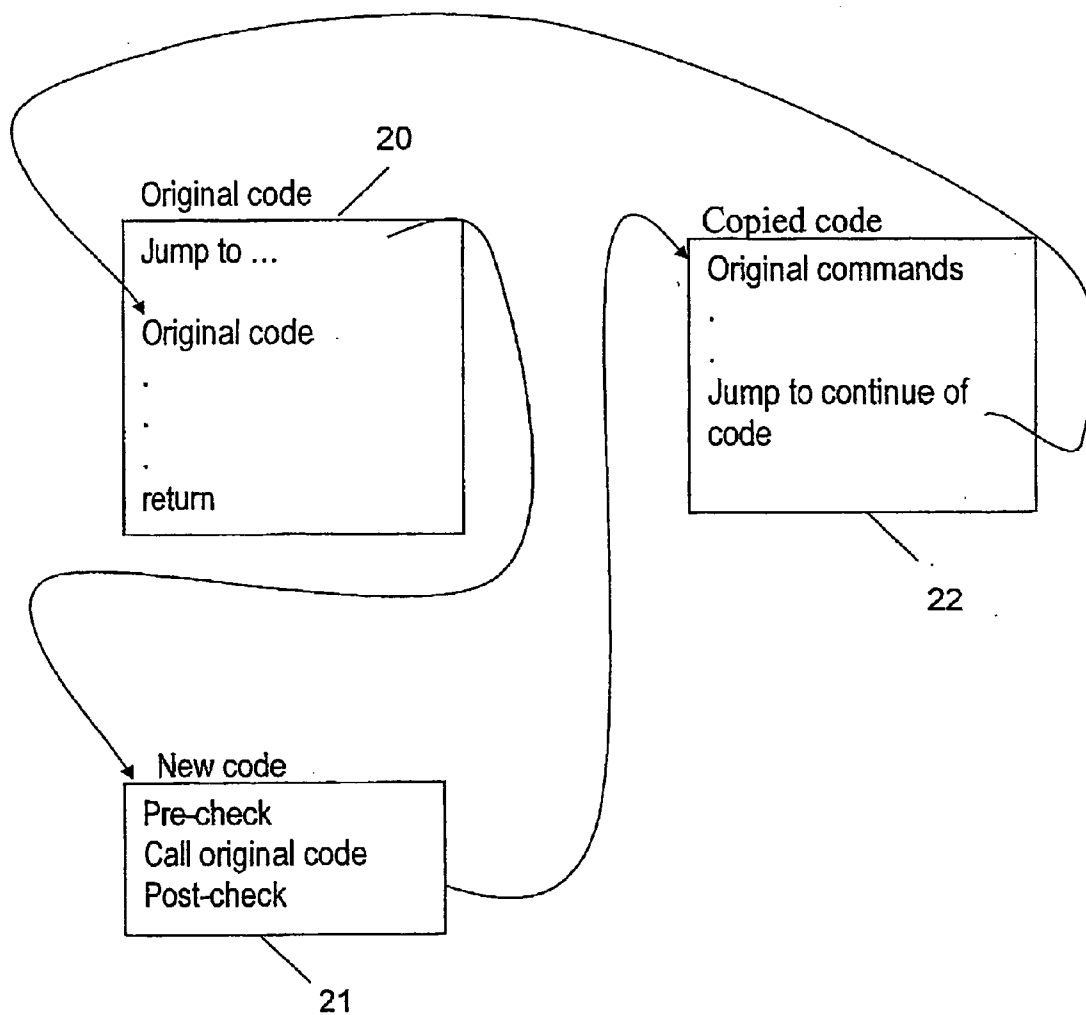 20
Original code
Jump to ...
Original code
.
.
.
return
Copied code
Original commands
.
.
Jump to continue of
code
22
New code
Pre-check
Call original code
Post-check
21